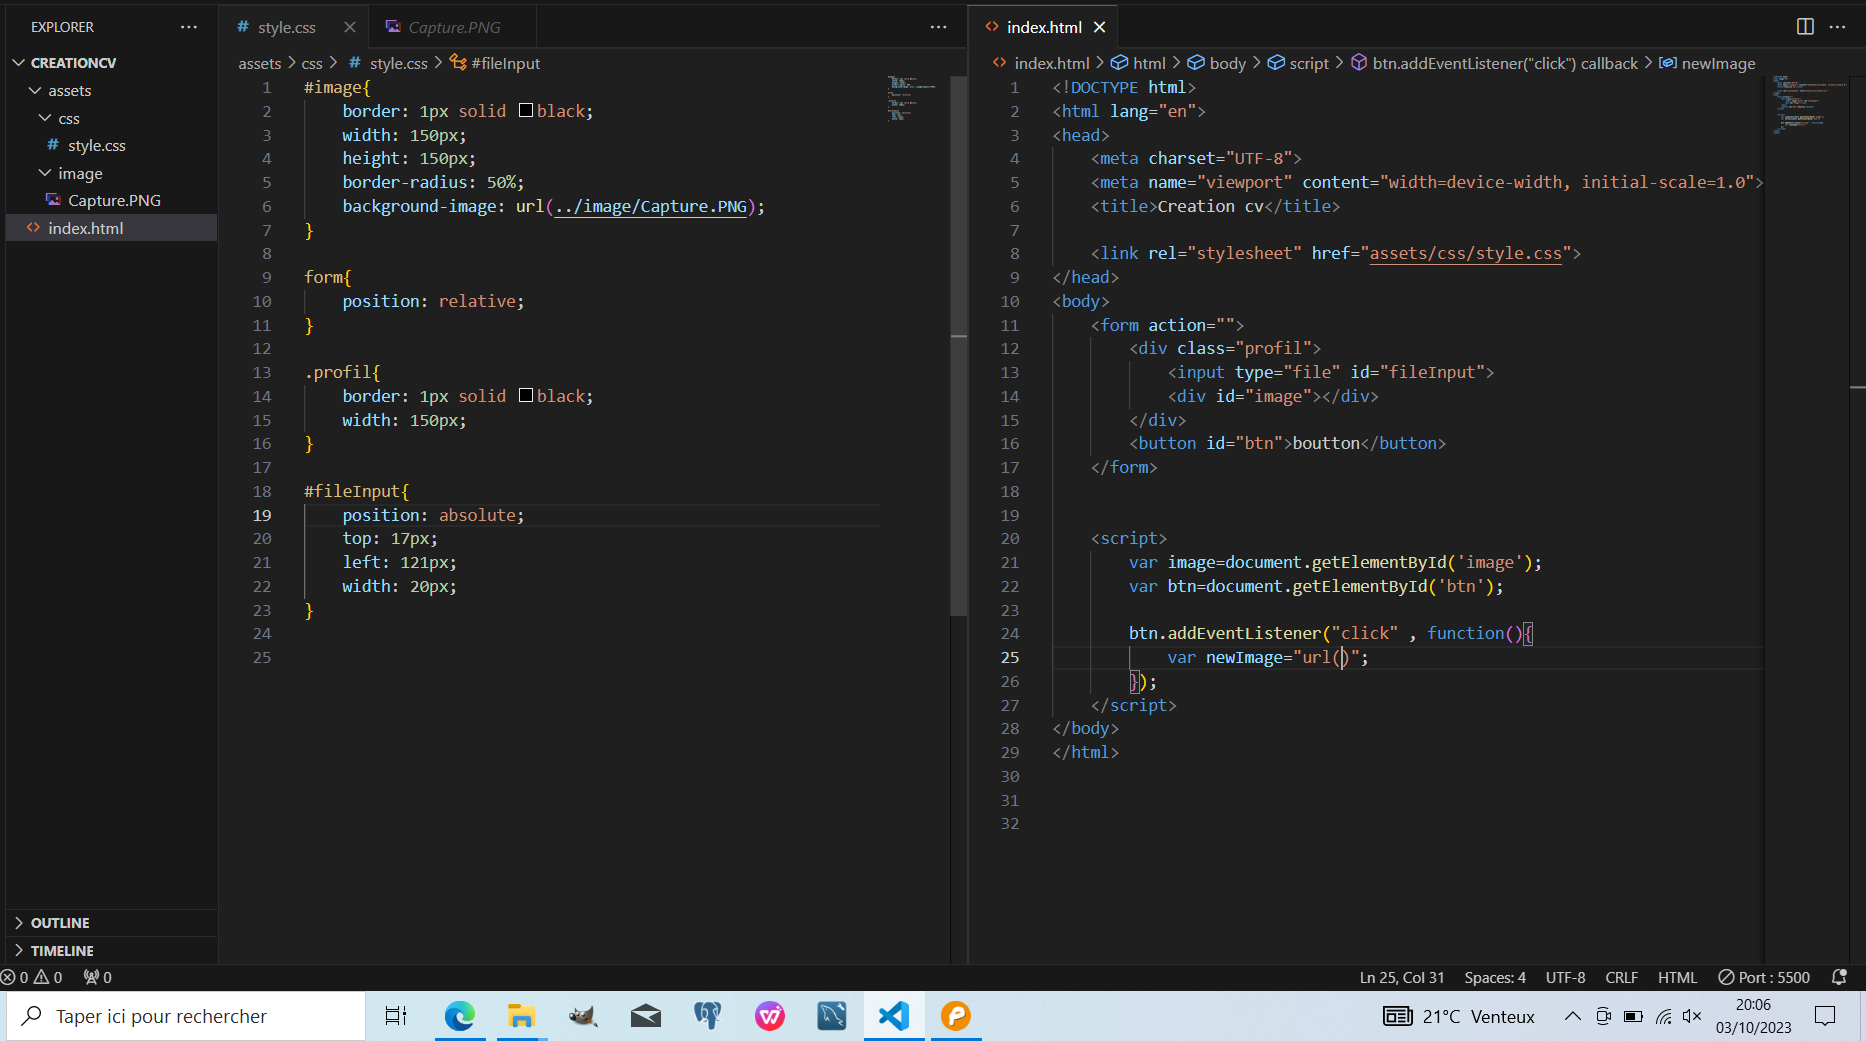 EXPLORER
CREATIONCV
assets
css
# style.css
image
Capture.PNG
<> index.html
OUTLINE
TIMELINE
# style.css
Capture.PNG
assets > css > # style.css > #fileInput
1 #image{
2 border: 1px solid black;
3 width: 150px;
4 height: 150px;
5 border-radius: 50%;
6 background-image: url(../image/Capture.PNG);
7 }
8
9 form{
10 position: relative;
11 }
12
13 .profil{
14 border: 1px solid black;
15 width: 150px;
16 }
17
18 #fileInput{
19 position: absolute;
20 top: 17px;
21 left: 121px;
22 width: 20px;
23 }
24
25
<> index.html
<> index.html > html > body > script > btn.addEventListener("click") callback > newImage
1 <!DOCTYPE html>
2 <html lang="en">
3 <head>
4 <meta charset="UTF-8">
5 <meta name="viewport" content="width=device-width, initial-scale=1.0">
6 <title>Creation cv</title>
7
8 <link rel="stylesheet" href="assets/css/style.css">
9 </head>
10 <body>
11 <form action="">
12 <div class="profil">
13 <input type="file" id="fileInput">
14 <div id="image"></div>
15 </div>
16 <button id="btn">boutton</button>
17 </form>
18
19
20 <script>
21 var image=document.getElementById('image');
22 var btn=document.getElementById('btn');
23
24 btn.addEventListener("click" , function(){
25 var newImage="url()";
26 });
27 </script>
28 </body>
29 </html>
30
31
32
0 0 0
Ln 25, Col 31 Spaces: 4 UTF-8 CRLF HTML Port : 5500
Taper ici pour rechercher
21°C Venteux
20:06
03/10/2023